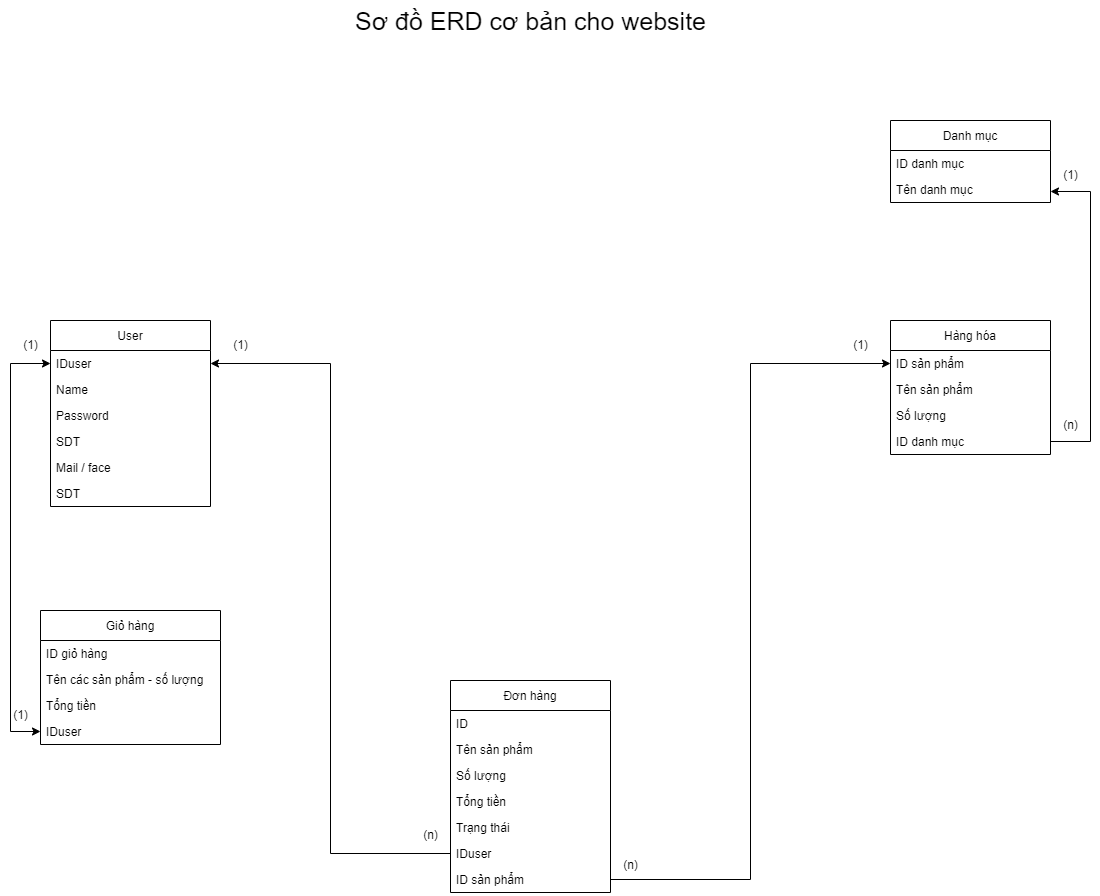 Sơ đồ ERD cơ bản cho website
Danh mục
ID danh mục
Tên danh mục
(1)
User
IDuser
Name
Password
SDT
Mail / face
SDT
(1)
(1)
Hàng hóa
ID sản phẩm
Tên sản phẩm
Số lượng
ID danh mục
(1)
(n)
Giỏ hàng
ID giỏ hàng
Tên các sản phẩm - số lượng
Tổng tiền
IDuser
(1)
Đơn hàng
ID
Tên sản phẩm
Số lượng
Tổng tiền
Trạng thái
IDuser
ID sản phẩm
(n)
(n)